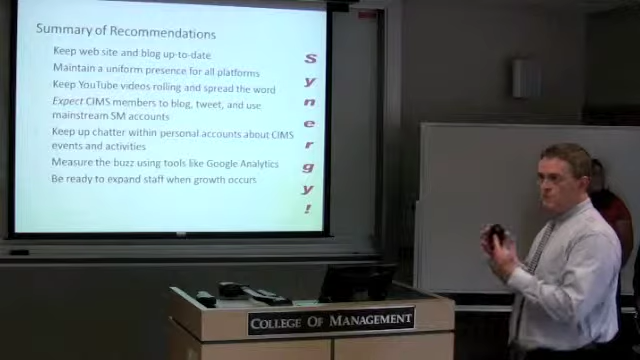 Summary of Recommendations
Keep web site and blog up-to-date
Maintain a uniform presence for all platforms
Keep YouTube videos rolling and spread the word
Expect CIMS members to blog, tweet, and use
mainstream SM accounts
Keep up chatter within personal accounts about CIMS
events and activities
Measure the buzz using tools like Google Analytics
Be ready to expand staff when growth occurs
Synergy!
COLLEGE OF MANAGEMENT